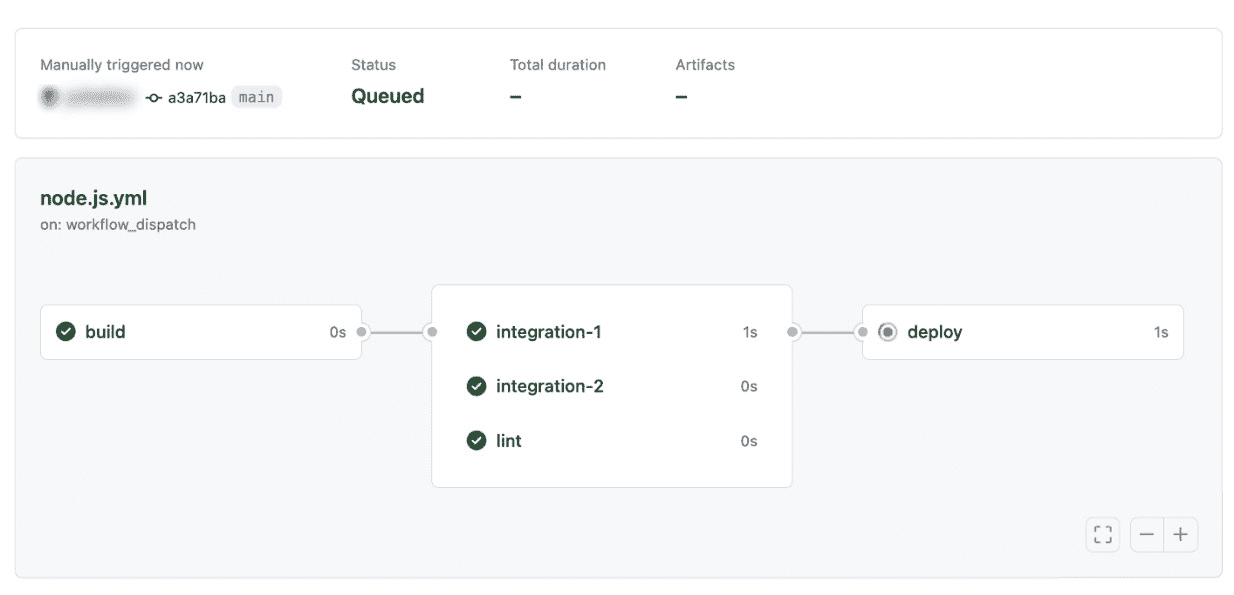 Manually triggered now
Status
Total duration
Artifacts
a3a71ba main
Queued
–
–
node.js.yml
on: workflow_dispatch
build 0s
integration-1 1s
deploy 1s
integration-2 0s
lint 0s